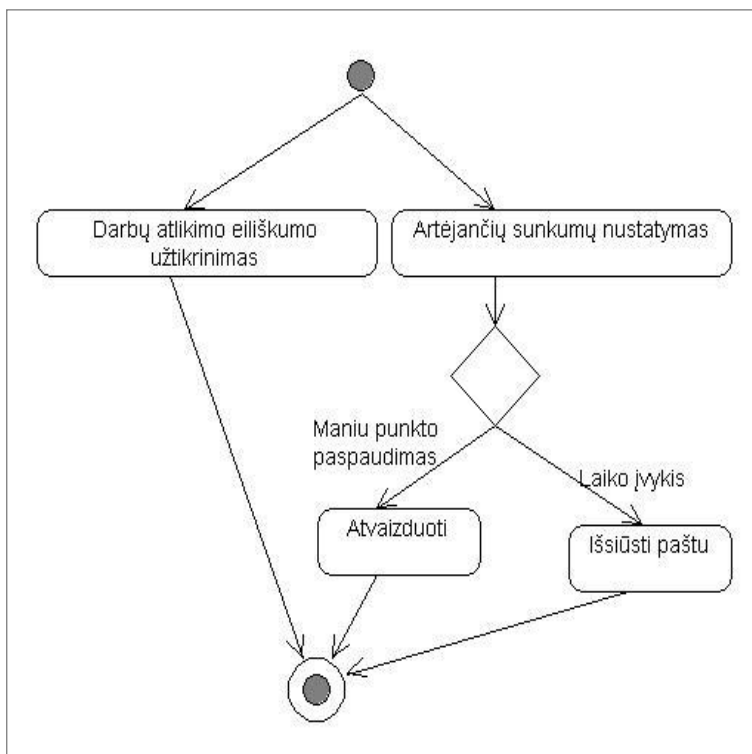 Darbų atlikimo eiliškumo
užtikrinimas
Artėjančių sunkumų nustatymas
Maniu punkto
paspaudimas
Laiko įvykis
Atvaizduoti
Išsiūsti paštu